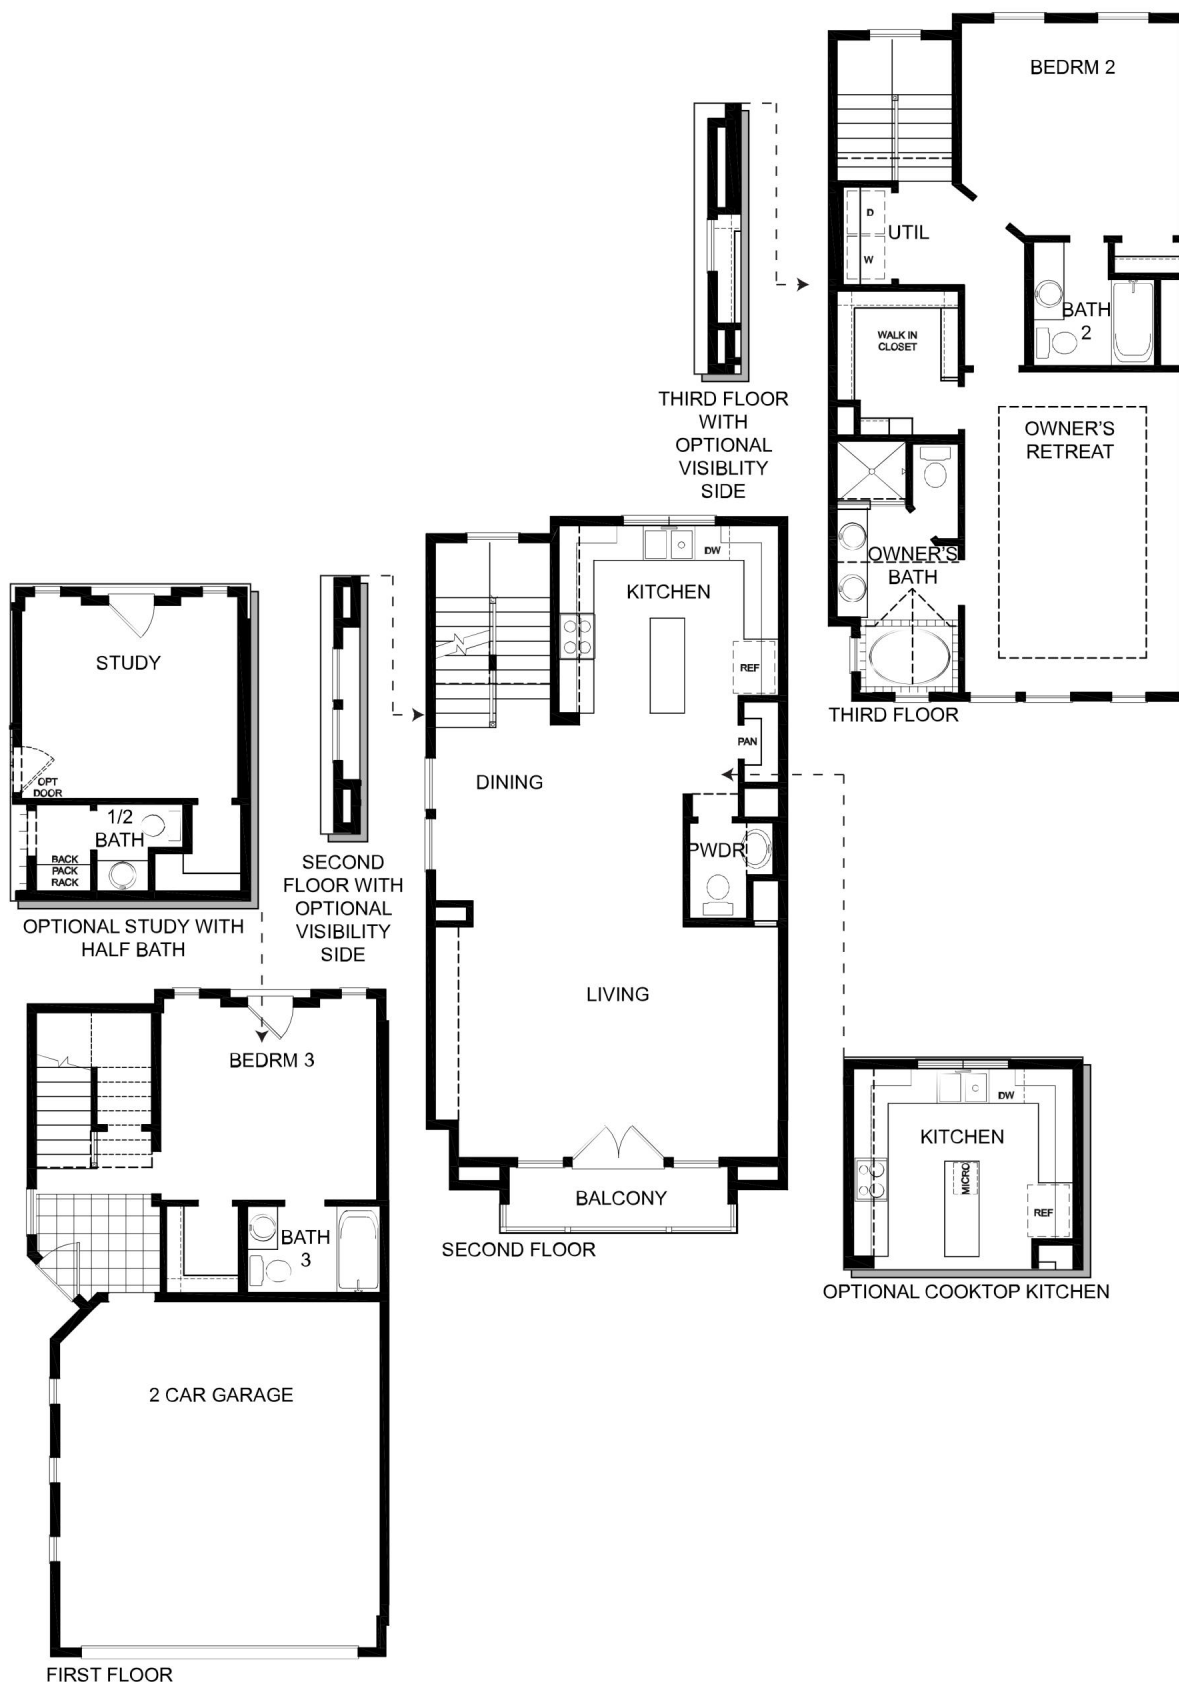 BEDRM 2
D
UTIL
W
BATH
2
WALK IN
CLOSET
OWNER'S
RETREAT
OWNER'S
BATH
THIRD FLOOR
THIRD FLOOR
WITH
OPTIONAL
VISIBLITY
SIDE
DW
KITCHEN
REF
PAN
DINING
PWDR
LIVING
BALCONY
SECOND FLOOR
SECOND
FLOOR WITH
OPTIONAL
VISIBILITY
SIDE
STUDY
OPT
DOOR
1/2
BATH
BACK
PACK
RACK
OPTIONAL STUDY WITH
HALF BATH
BEDRM 3
BATH
3
2 CAR GARAGE
FIRST FLOOR
DW
KITCHEN
MICRO
REF
OPTIONAL COOKTOP KITCHEN